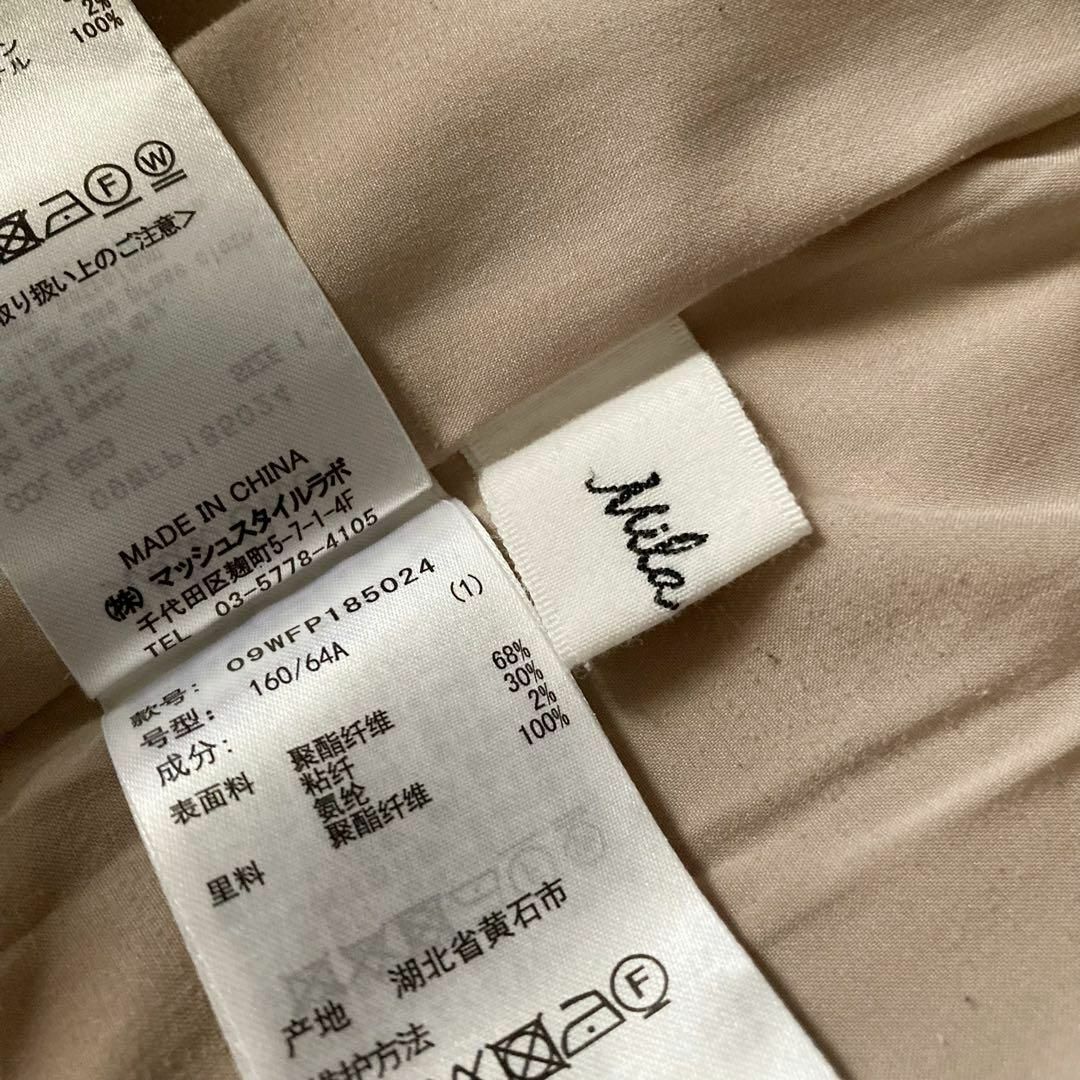 2%
100%
ン
ル
取り扱い上のご注意>
MADE IN CHINA
(株)マッシュスタイルラボ
千代田区麹町5-7-1-4F
TEL 03-5778-4105
Mila
款号: 09WFP185024 (1)
号型: 160/64A
成分:
表面料 聚酯纤维 68%
粘纤 30%
氨纶 2%
里料 聚酯纤维 100%
产地 湖北省黄石市
维护方法